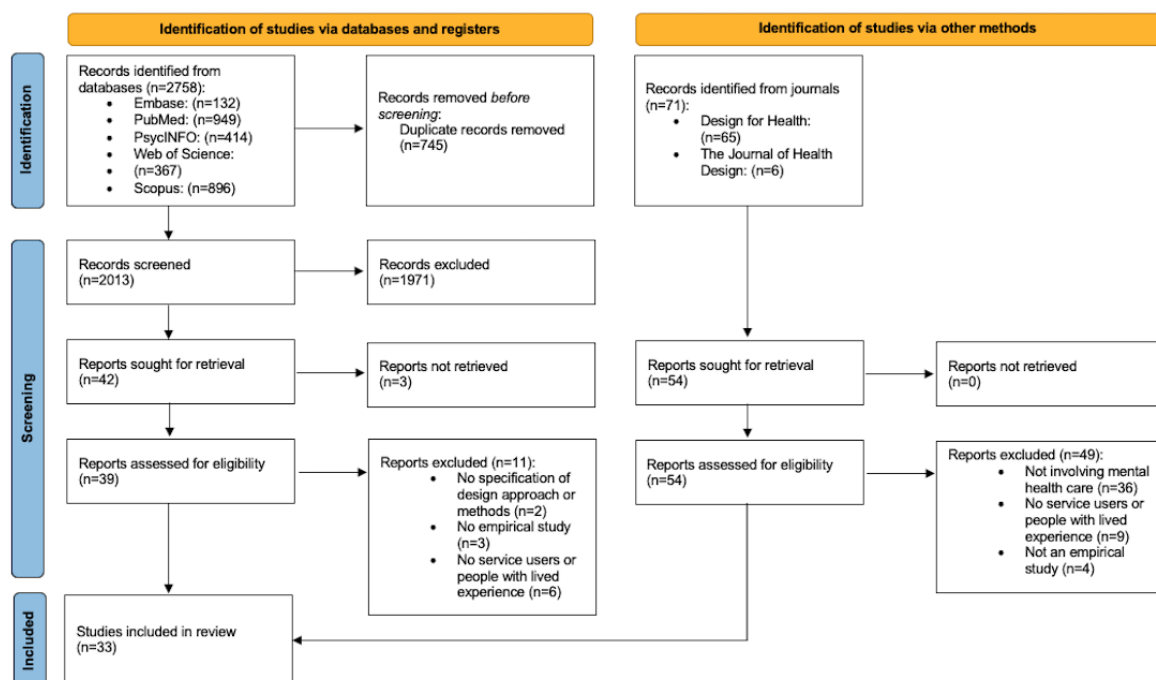 Identification of studies via databases and registers
Identification of studies via other methods
Identification
Records identified from
databases (n=2758):
• Embase: (n=132)
• PubMed: (n=949)
• PsycINFO: (n=414)
• Web of Science:
• (n=367)
• Scopus: (n=896)
Records removed before
screening:
Duplicate records removed
(n=745)
Records identified from journals
(n=71):
• Design for Health:
(n=65)
• The Journal of Health
Design: (n=6)
Screening
Records screened
(n=2013)
Records excluded
(n=1971)
Reports sought for retrieval
(n=42)
Reports not retrieved
(n=3)
Reports sought for retrieval
(n=54)
Reports not retrieved
(n=0)
Reports assessed for eligibility
(n=39)
Reports excluded (n=11):
• No specification of
design approach or
methods (n=2)
• No empirical study
(n=3)
• No service users or
people with lived
experience (n=6)
Reports assessed for eligibility
(n=54)
Reports excluded (n=49):
• Not involving mental
health care (n=36)
• No service users or
people with lived
experience (n=9)
• Not an empirical
study (n=4)
Included
Studies included in review
(n=33)